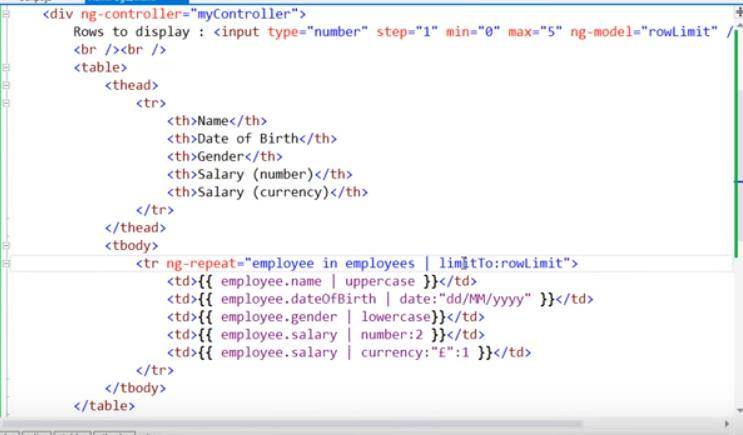 <div ng-controller="myController">
Rows to display : <input type="number" step="1" min="0" max="5" ng-model="rowLimit" /
<br /><br />
<table>
<thead>
<tr>
<th>Name</th>
<th>Date of Birth</th>
<th>Gender</th>
<th>Salary (number)</th>
<th>Salary (currency)</th>
</tr>
</thead>
<tbody>
<tr ng-repeat="employee in employees | limitTo:rowLimit">
<td>{{ employee.name | uppercase }}</td>
<td>{{ employee.dateOfBirth | date:"dd/MM/yyyy" }}</td>
<td>{{ employee.gender | lowercase}}</td>
<td>{{ employee.salary | number:2 }}</td>
<td>{{ employee.salary | currency:"£":1 }}</td>
</tr>
</tbody>
</table>